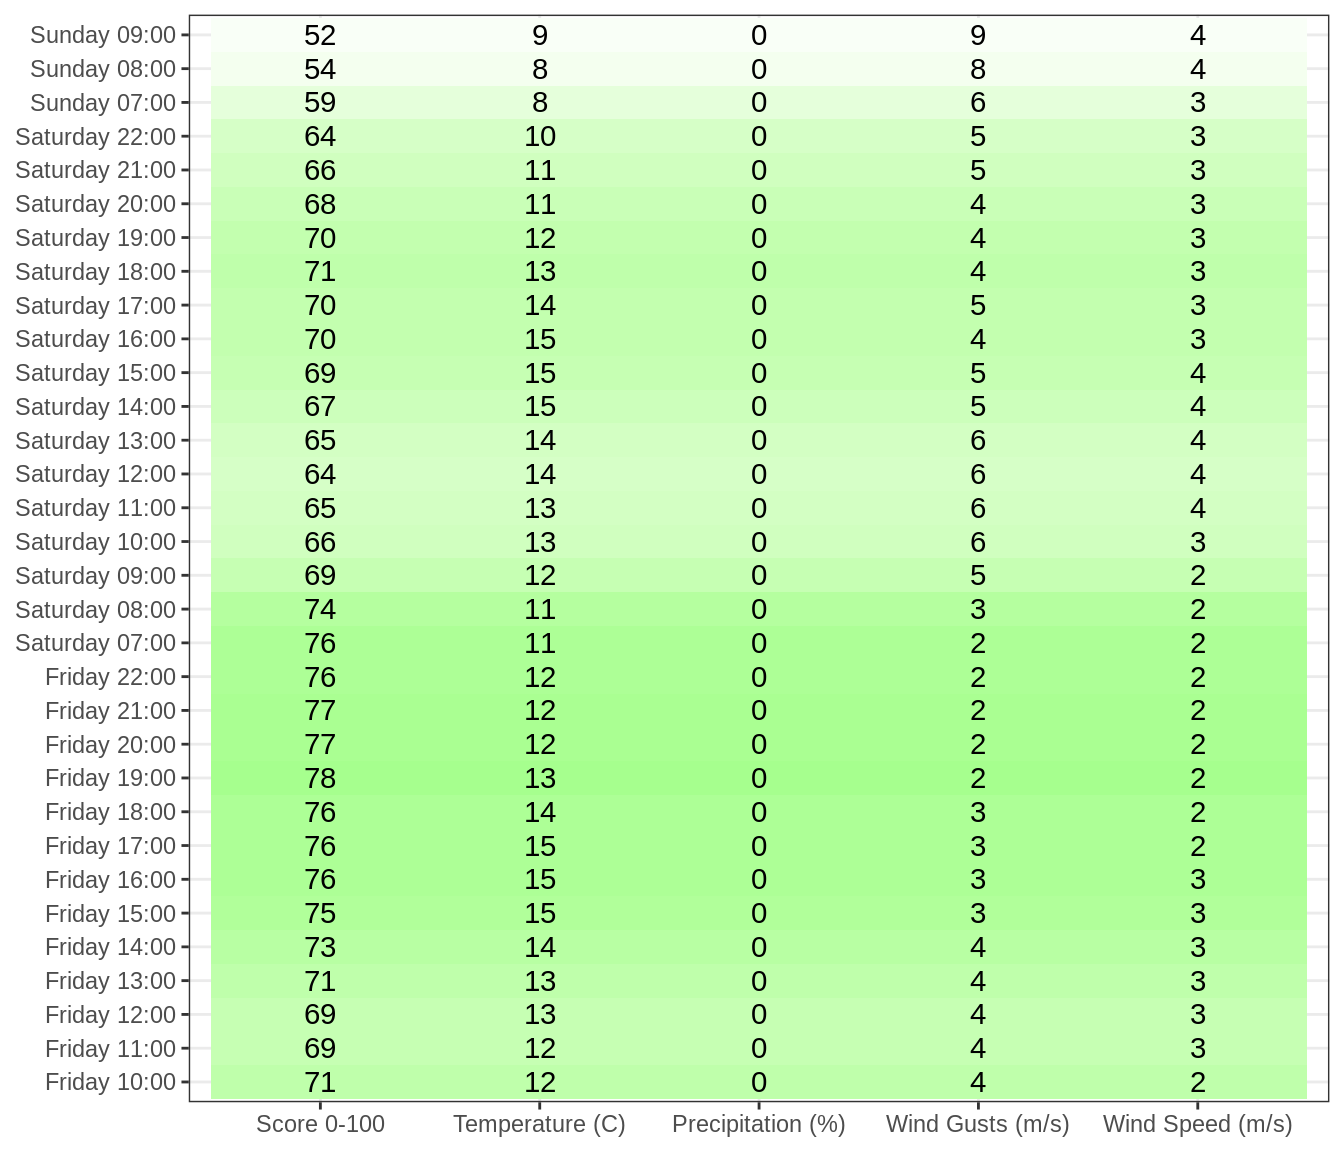 Sunday 09:00 52 9 0 9 4
Sunday 08:00 54 8 0 8 4
Sunday 07:00 59 8 0 6 3
Saturday 22:00 64 10 0 5 3
Saturday 21:00 66 11 0 5 3
Saturday 20:00 68 11 0 4 3
Saturday 19:00 70 12 0 4 3
Saturday 18:00 71 13 0 4 3
Saturday 17:00 70 14 0 5 3
Saturday 16:00 70 15 0 4 3
Saturday 15:00 69 15 0 5 4
Saturday 14:00 67 15 0 5 4
Saturday 13:00 65 14 0 6 4
Saturday 12:00 64 14 0 6 4
Saturday 11:00 65 13 0 6 4
Saturday 10:00 66 13 0 6 3
Saturday 09:00 69 12 0 5 2
Saturday 08:00 74 11 0 3 2
Saturday 07:00 76 11 0 2 2
Friday 22:00 76 12 0 2 2
Friday 21:00 77 12 0 2 2
Friday 20:00 77 12 0 2 2
Friday 19:00 78 13 0 2 2
Friday 18:00 76 14 0 3 2
Friday 17:00 76 15 0 3 2
Friday 16:00 76 15 0 3 3
Friday 15:00 75 15 0 3 3
Friday 14:00 73 14 0 4 3
Friday 13:00 71 13 0 4 3
Friday 12:00 69 13 0 4 3
Friday 11:00 69 12 0 4 3
Friday 10:00 71 12 0 4 2
Score 0-100 Temperature (C) Precipitation (%) Wind Gusts (m/s) Wind Speed (m/s)